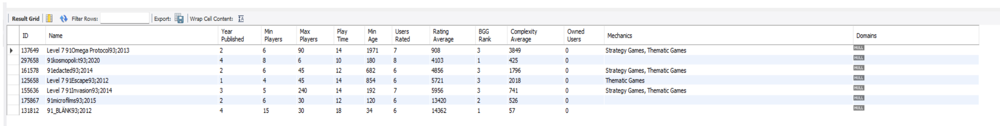 Result Grid Filter Rows: Export: Wrap Cell Content: IA
ID Name Year Published Min Players Max Players Play Time Min Age Users Rated Rating Average BGG Rank Complexity Average Owned Users Mechanics Domains
137649 Level 7 91Omega Protocol93;2013 2 6 90 14 1971 7 908 3 3849 0 Strategy Games, Thematic Games NULL
297658 91kosmopoli:t93;2020 4 8 6 10 180 8 4103 1 425 0 NULL
161578 91edacted93;2014 2 6 45 12 682 6 4856 3 1796 0 Strategy Games, Thematic Games NULL
125658 Level 7 91Escape93;2012 1 4 45 14 854 6 5721 3 2018 0 Thematic Games NULL
155636 Level 7 91Invasion93;2014 3 5 240 14 192 7 5956 3 741 0 Strategy Games, Thematic Games NULL
175867 91microfilms93;2015 2 6 30 12 120 6 13420 2 526 0 NULL
131812 91_BLÄNK93;2012 4 15 30 18 34 6 14362 1 57 0 NULL